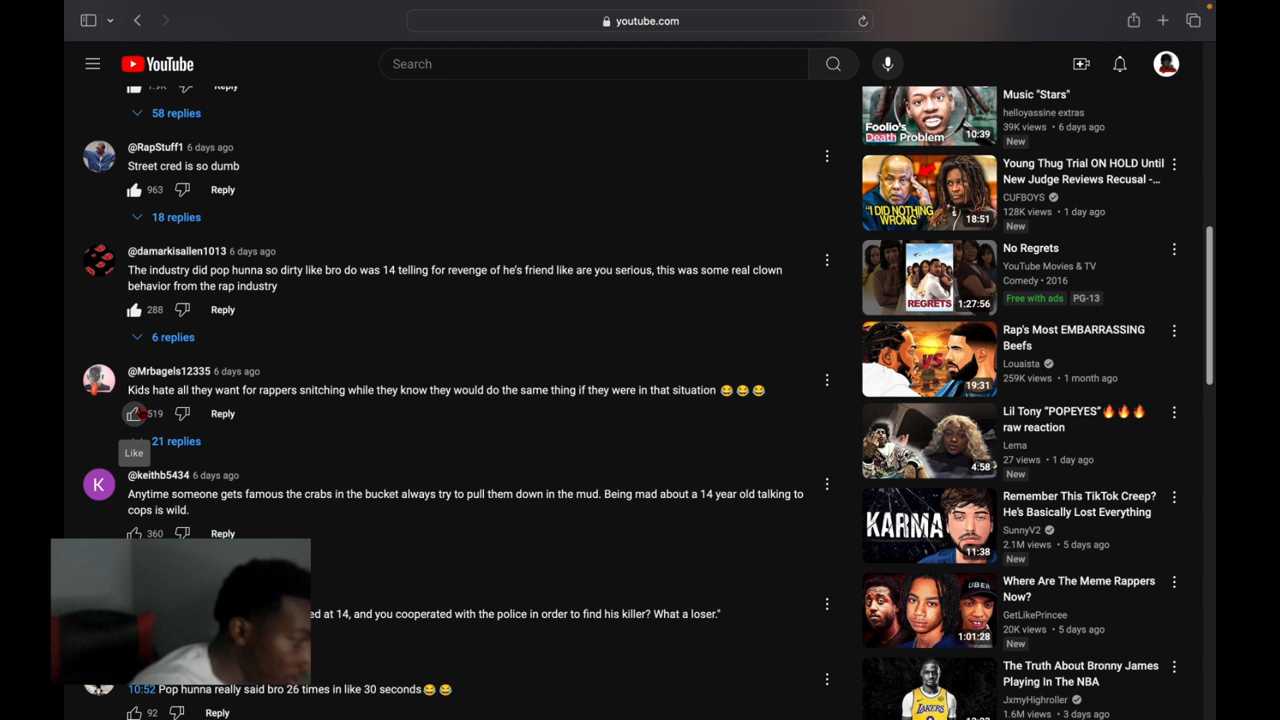 youtube.com
YouTube
Search
Reply
58 replies
@RapStuff1 6 days ago
Street cred is so dumb
963 Reply
18 replies
@damarkisallen1013 6 days ago
The industry did pop hunna so dirty like bro do was 14 telling for revenge of he's friend like are you serious, this was some real clown
behavior from the rap industry
288 Reply
6 replies
@Mrbagels12335 6 days ago
Kids hate all they want for rappers snitching while they know they would do the same thing if they were in that situation 😂 😂 😂
519 Reply
21 replies
Like
K
@keithb5434 6 days ago
Anytime someone gets famous the crabs in the bucket always try to pull them down in the mud. Being mad about a 14 year old talking to
cops is wild.
360 Reply
ed at 14, and you cooperated with the police in order to find his killer? What a loser."
10:52 Pop hunna really said bro 26 times in like 30 seconds😂 😂
92 Reply
Foolio's
Death Problem
10:39
Music "Stars"
helloyassine extras
39K views • 6 days ago
New
"I DID NOTHING
WRONG"
18:51
Young Thug Trial ON HOLD Until
New Judge Reviews Recusal -...
CUFBOYS
128K views • 1 day ago
New
REGRETS
1:27:56
No Regrets
YouTube Movies & TV
Comedy • 2016
Free with ads PG-13
VS
19:31
Rap's Most EMBARRASSING
Beefs
Louaista
259K views • 1 month ago
4:58
Lil Tony "POPEYES"🔥🔥🔥
raw reaction
Lema
27 views • 1 day ago
New
KARMA
11:38
Remember This TikTok Creep?
He's Basically Lost Everything
SunnyV2
2.1M views • 5 days ago
New
UBER
1:01:28
Where Are The Meme Rappers
Now?
GetLikePrincee
20K views • 5 days ago
New
LAKERS
The Truth About Bronny James
Playing In The NBA
JxmyHighroller
1.6M views • 3 days ago